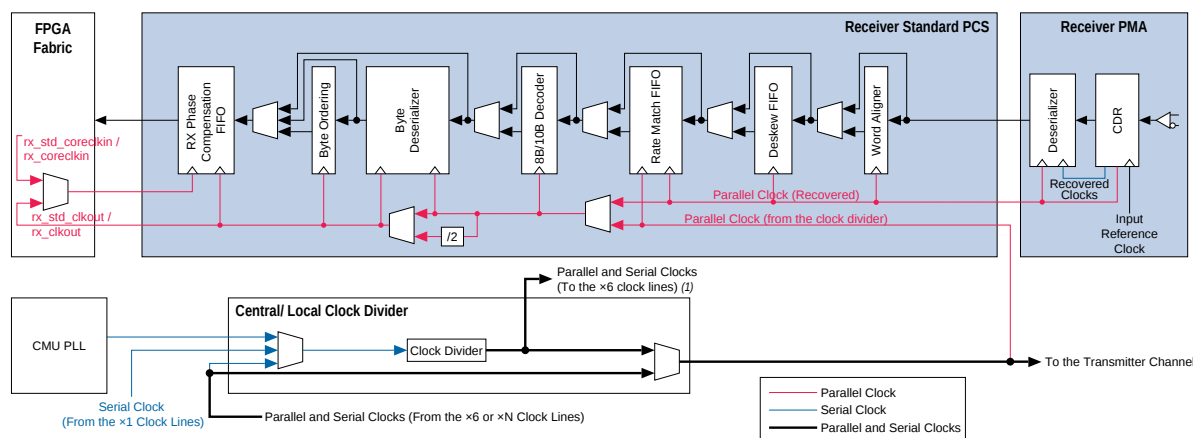 FPGA
Fabric
Receiver Standard PCS
Receiver PMA
RX Phase
Compensation
FIFO
Byte Ordering
Byte
Deserializer
8B/10B Decoder
Rate Match FIFO
Deskew FIFO
Word Aligner
Deserializer
CDR
rx_std_coreclkin /
rx_coreclkin
rx_std_clkout /
rx_clkout
/2
Parallel Clock (Recovered)
Parallel Clock (from the clock divider)
Recovered
Clocks
Input
Reference
Clock
Parallel and Serial Clocks
(To the ×6 clock lines) (1)
Central/ Local Clock Divider
CMU PLL
Clock Divider
To the Transmitter Channel
Serial Clock
(From the ×1 Clock Lines)
Parallel and Serial Clocks (From the ×6 or ×N Clock Lines)
Parallel Clock
Serial Clock
Parallel and Serial Clocks